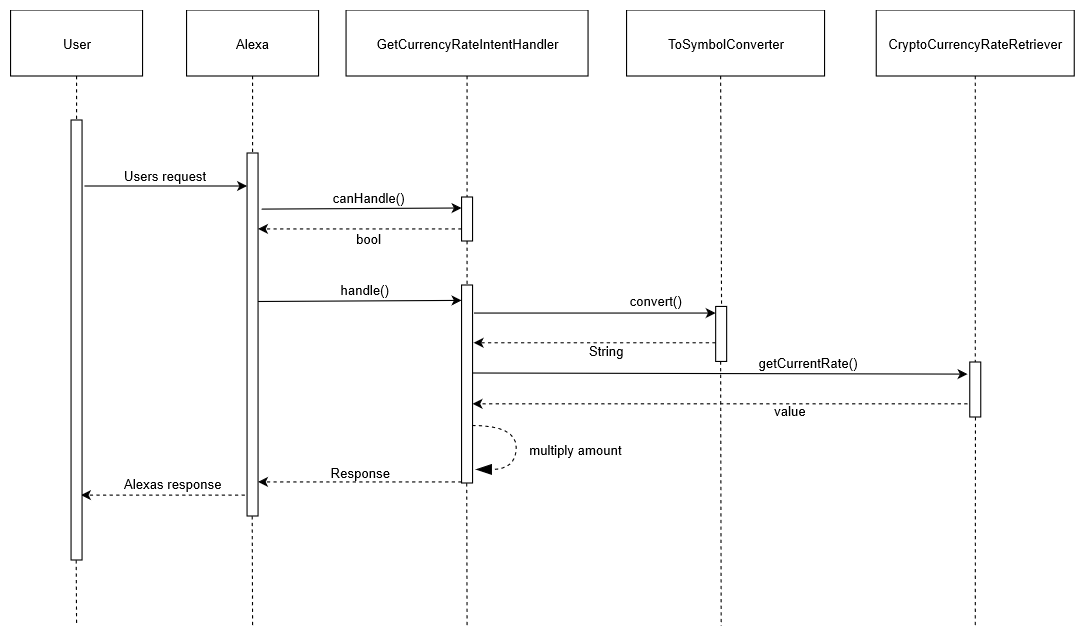 User
Alexa
GetCurrencyRateIntentHandler
ToSymbolConverter
CryptoCurrencyRateRetriever
Users request
canHandle()
bool
handle()
convert()
String
getCurrentRate()
value
multiply amount
Response
Alexas response